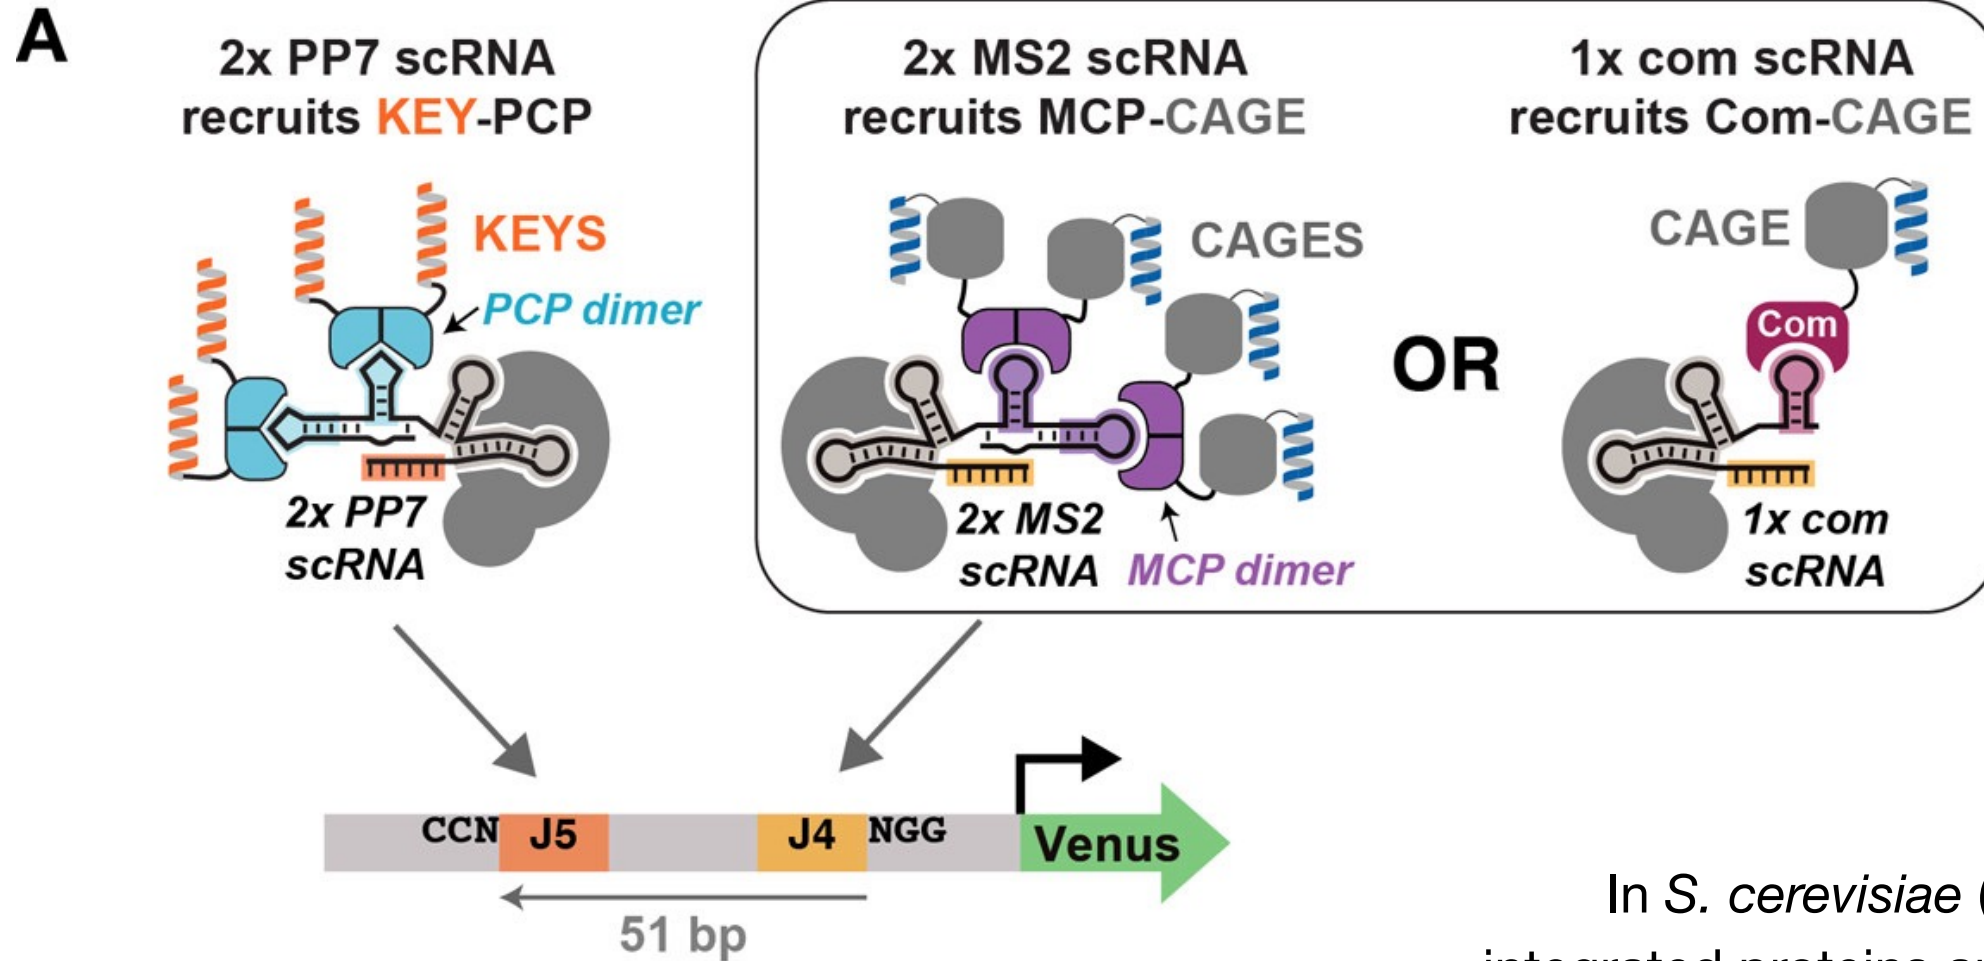 A
2x PP7 scRNA
recruits KEY-PCP
KEYS
PCP dimer
2x PP7
scRNA
2x MS2 scRNA
recruits MCP-CAGE
CAGES
2x MS2
scRNA
MCP dimer
OR
1x com scRNA
recruits Com-CAGE
CAGE
Com
1x com
scRNA
CCN J5 J4 NGG Venus
51 bp
In S. cerevisiae (